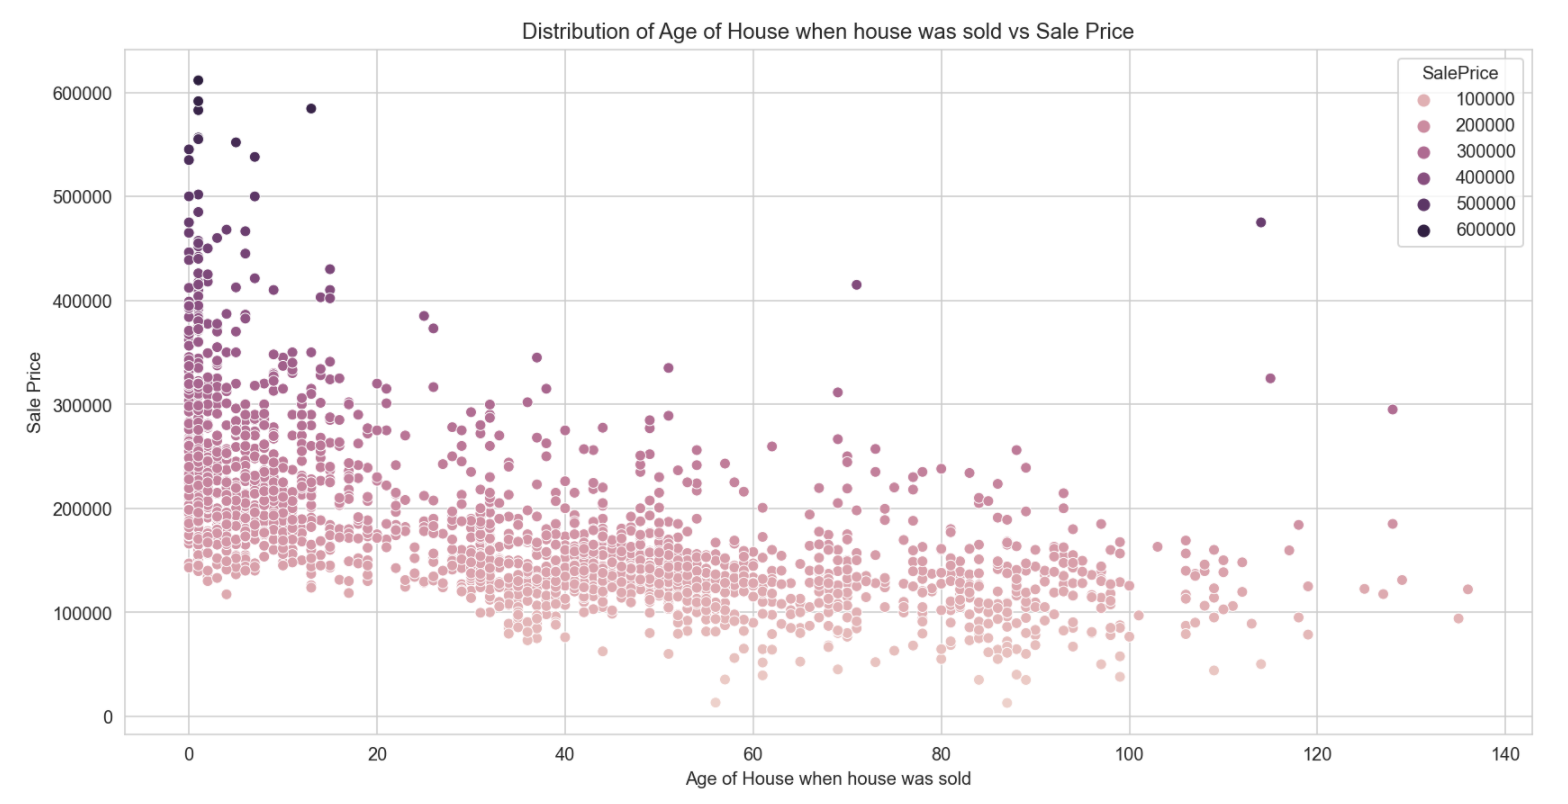 Distribution of Age of House when house was sold vs Sale Price
SalePrice
100000
200000
300000
400000
500000
600000
Sale Price
600000
500000
400000
300000
200000
100000
0
0 20 40 60 80 100 120 140
Age of House when house was sold